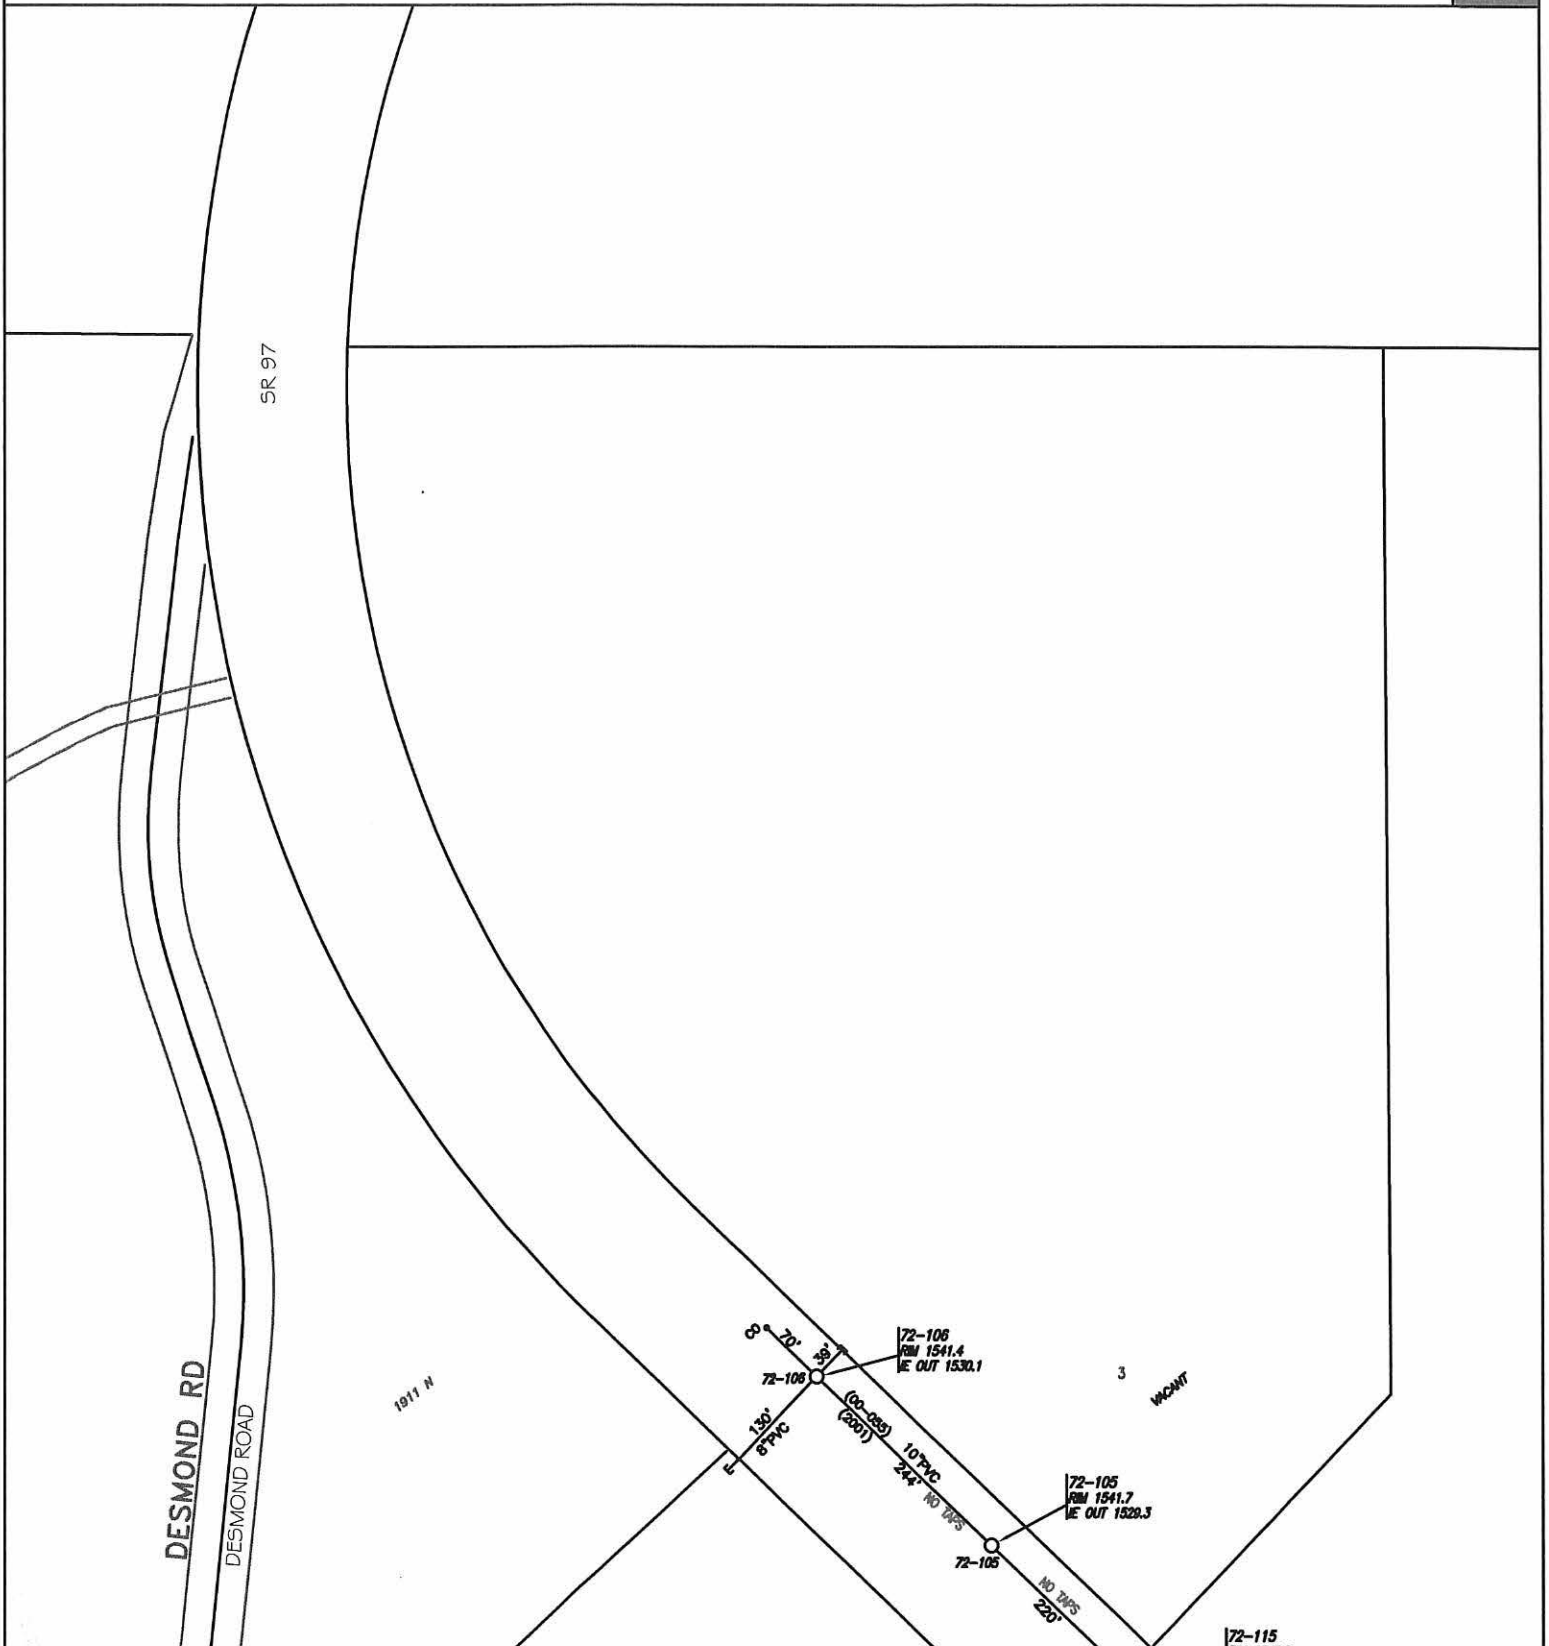 SR 97
CO
70'
39'
72-106
RIM 1541.4
IE OUT 1530.1
72-106
130'
8"PVC
(00-055)
(2001)
10"PVC
244'
NO TAPS
3
VACANT
1911 N
DESMOND RD
DESMOND ROAD
72-105
RIM 1541.7
IE OUT 1529.3
72-105
NO TAPS
220'
72-115